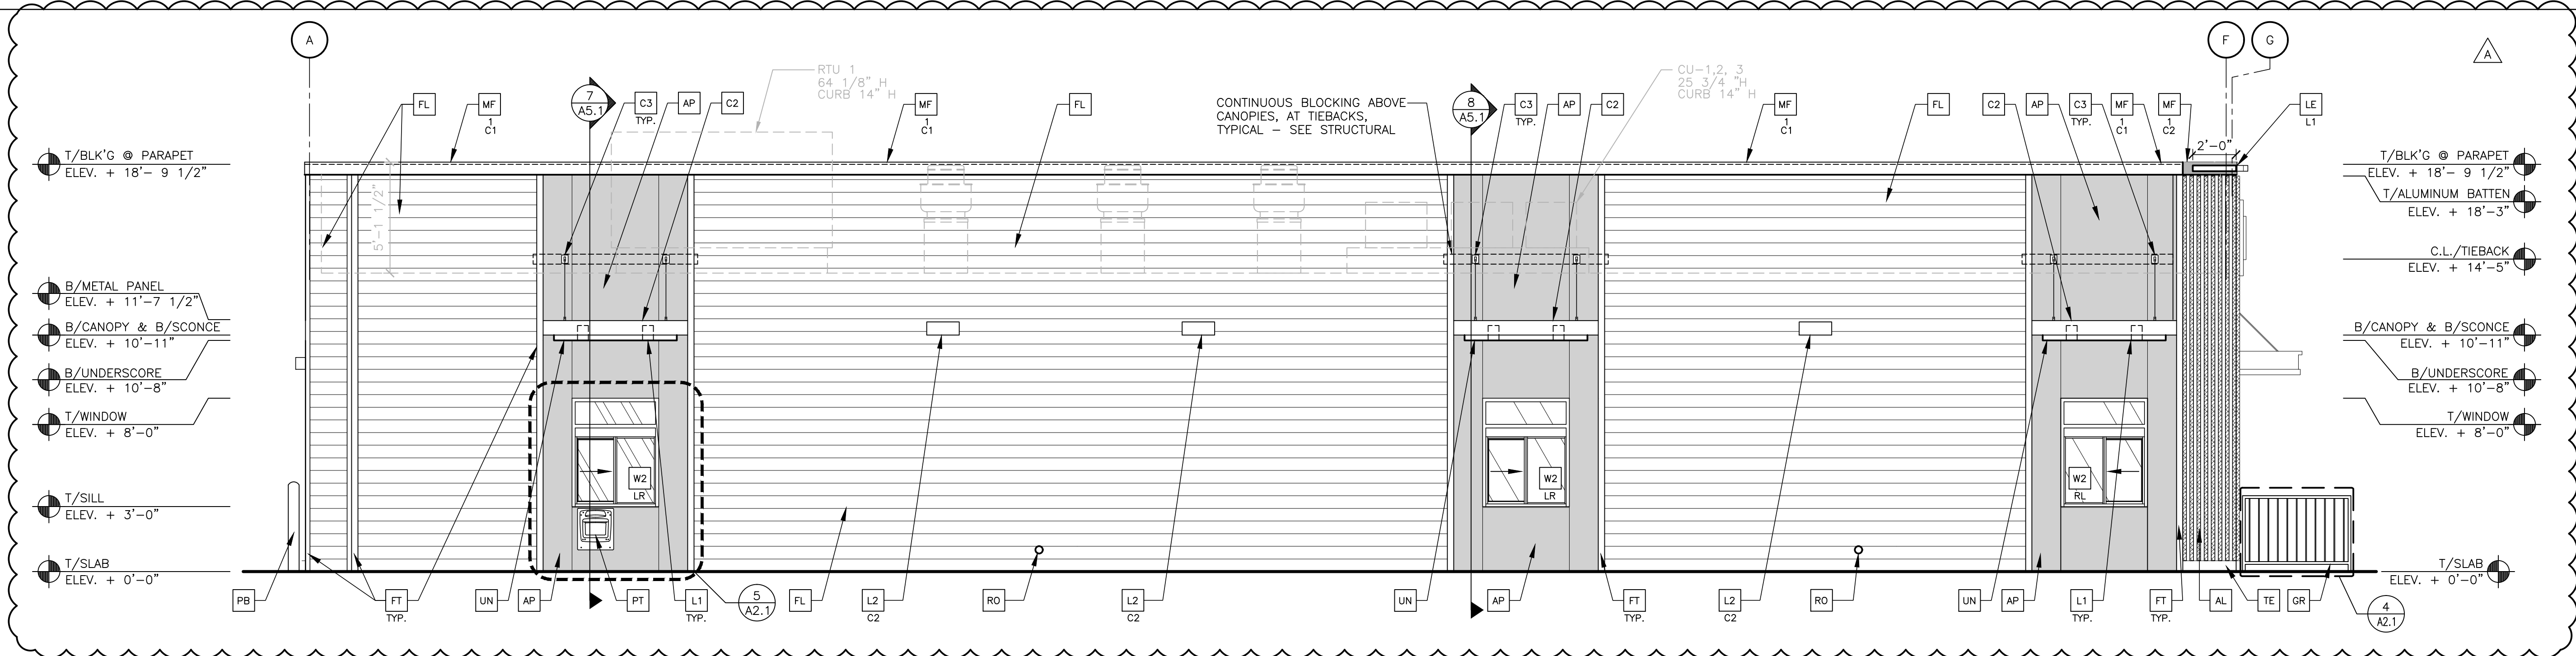 A
F
G
A
RTU 1
64 1/8" H
CURB 14" H
CU-1,2, 3
25 3/4 "H
CURB 14" H
FL
MF
1
C1
7
A5.1
C3
TYP.
AP
C2
MF
1
C1
FL
CONTINUOUS BLOCKING ABOVE
CANOPIES, AT TIEBACKS,
TYPICAL – SEE STRUCTURAL
8
A5.1
C3
TYP.
AP
C2
MF
1
C1
FL
C2
AP
C3
TYP.
MF
1
C1
MF
1
C2
LE
L1
2'-0"
T/BLK'G @ PARAPET
ELEV. + 18'- 9 1/2"
5'-1 1/2"
B/METAL PANEL
ELEV. + 11'-7 1/2"
B/CANOPY & B/SCONCE
ELEV. + 10'-11"
B/UNDERSCORE
ELEV. + 10'-8"
T/WINDOW
ELEV. + 8'-0"
T/SILL
ELEV. + 3'-0"
T/SLAB
ELEV. + 0'-0"
T/BLK'G @ PARAPET
ELEV. + 18'- 9 1/2"
T/ALUMINUM BATTEN
ELEV. + 18'-3"
C.L./TIEBACK
ELEV. + 14'-5"
B/CANOPY & B/SCONCE
ELEV. + 10'-11"
B/UNDERSCORE
ELEV. + 10'-8"
T/WINDOW
ELEV. + 8'-0"
T/SLAB
ELEV. + 0'-0"
W2
LR
W2
LR
W2
RL
PB
FT
TYP.
UN
AP
PT
L1
TYP.
5
A2.1
FL
L2
C2
RO
L2
C2
UN
AP
FT
TYP.
L2
C2
RO
UN
AP
L1
TYP.
FT
TYP.
AL
TE
GR
4
A2.1